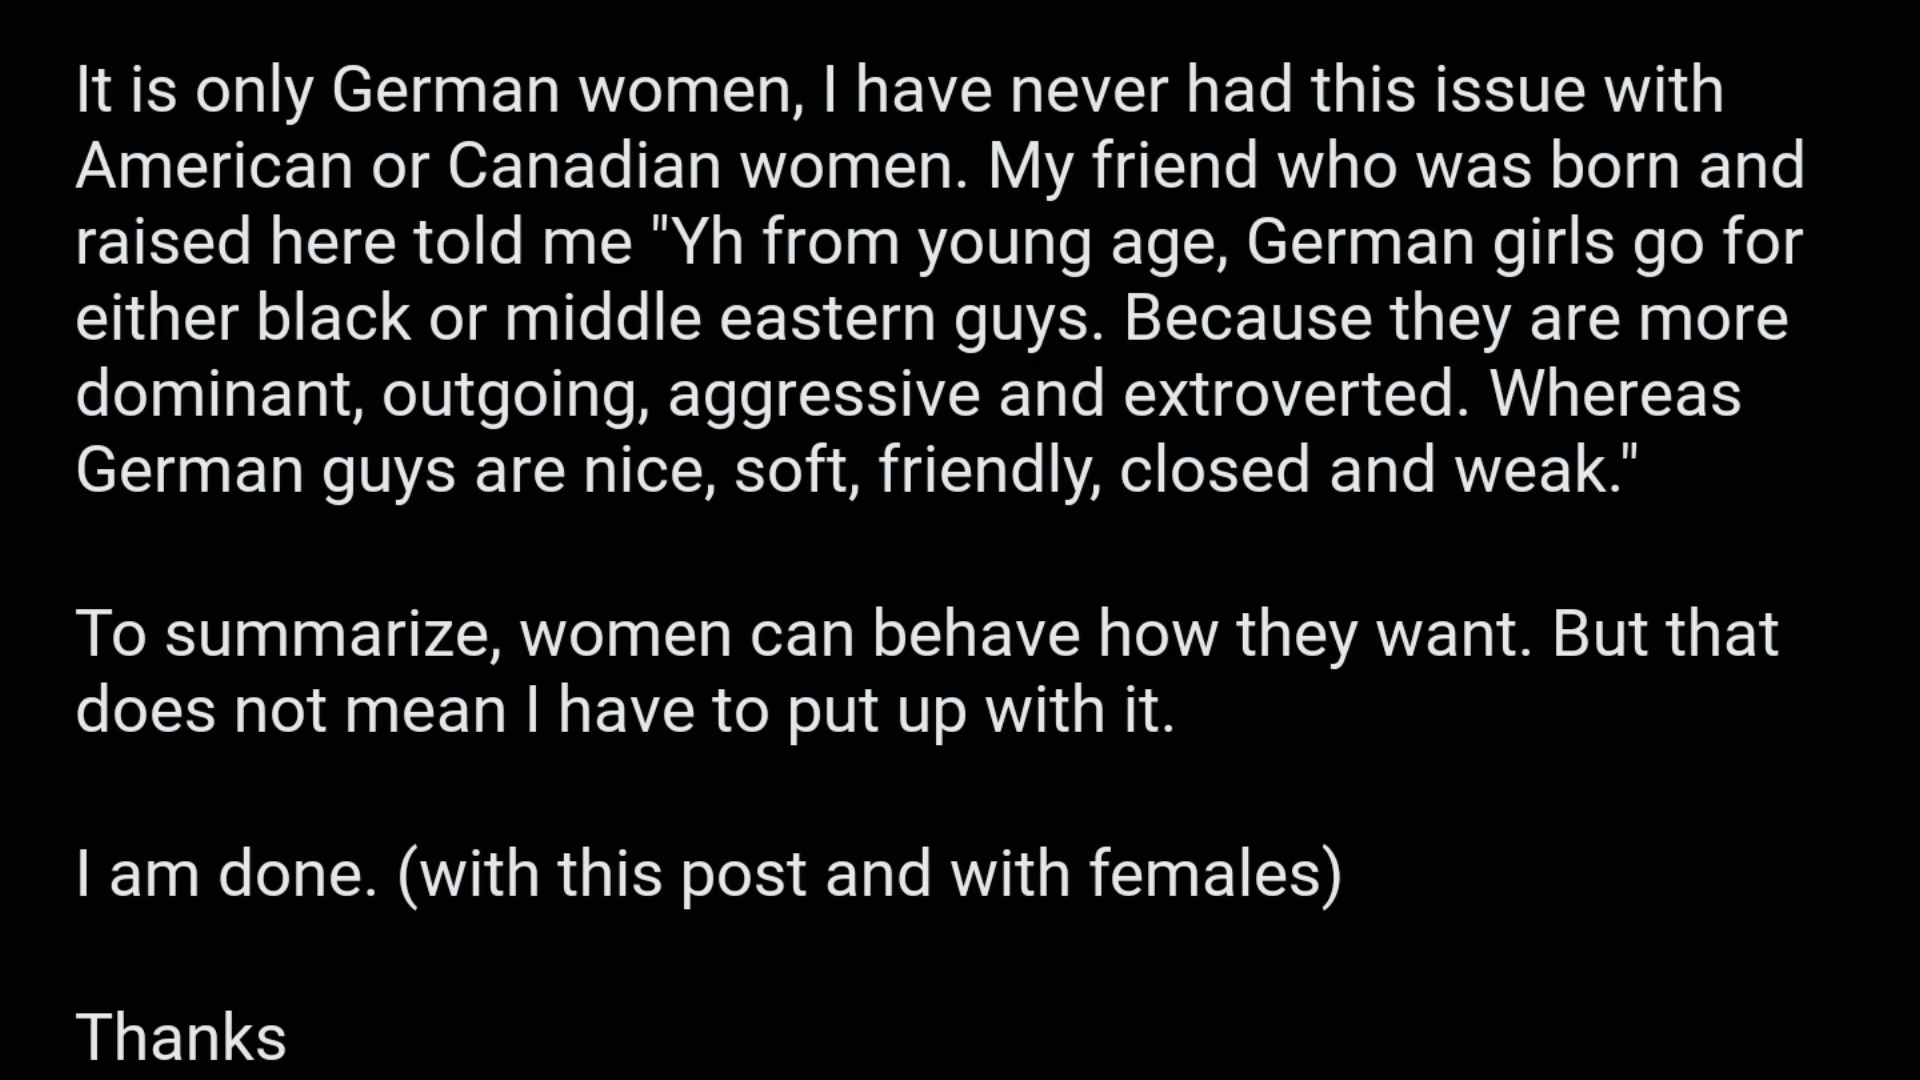 It is only German women, I have never had this issue with
American or Canadian women. My friend who was born and
raised here told me "Yh from young age, German girls go for
either black or middle eastern guys. Because they are more
dominant, outgoing, aggressive and extroverted. Whereas
German guys are nice, soft, friendly, closed and weak."
To summarize, women can behave how they want. But that
does not mean I have to put up with it.
I am done. (with this post and with females)
Thanks